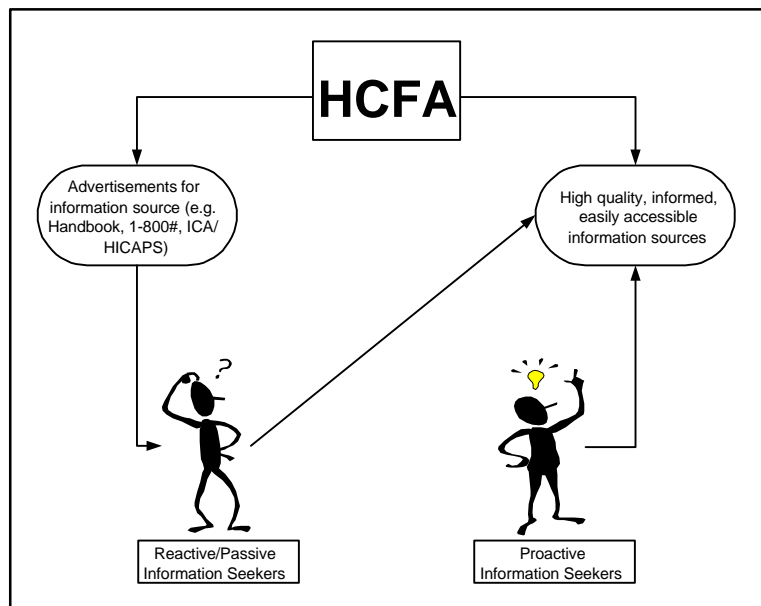 HCFA
Advertisements for
information source (e.g.
Handbook, 1-800#, ICA/
HICAPS)
High quality, informed,
easily accessible
information sources
?
Reactive/Passive
Information Seekers
Proactive
Information Seekers